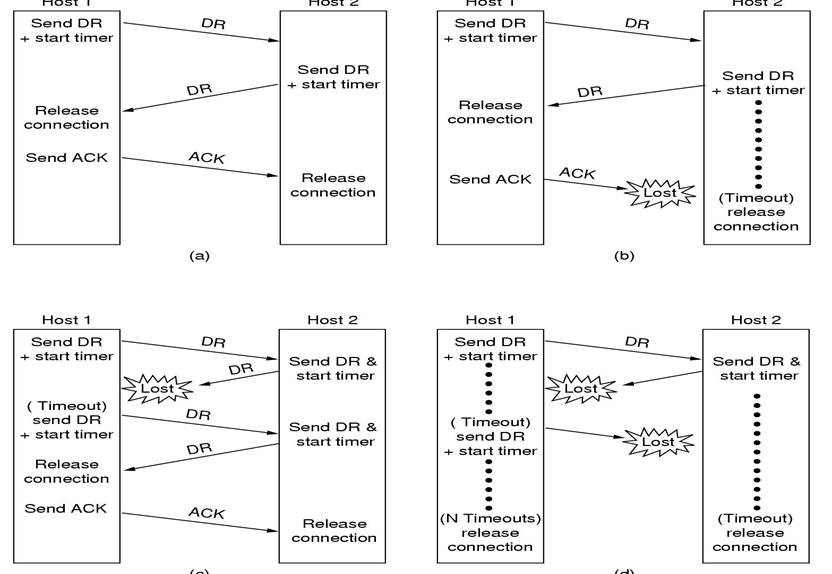 Host 1
Host 2
Send DR
+ start timer
DR
Send DR
+ start timer
DR
Release
connection
Send ACK
ACK
Release
connection
(a)
Host 1
Host 2
Send DR
+ start timer
DR
Send DR
+ start timer
DR
Release
connection
Send ACK
ACK
Lost
(Timeout)
release
connection
(b)
Host 1
Host 2
Send DR
+ start timer
DR
Send DR &
start timer
DR
Lost
( Timeout)
send DR
+ start timer
DR
Send DR &
start timer
DR
Release
connection
Send ACK
ACK
Release
connection
(c)
Host 1
Host 2
Send DR
+ start timer
DR
Send DR &
start timer
Lost
( Timeout)
send DR
+ start timer
Lost
(N Timeouts)
release
connection
(Timeout)
release
connection
(d)